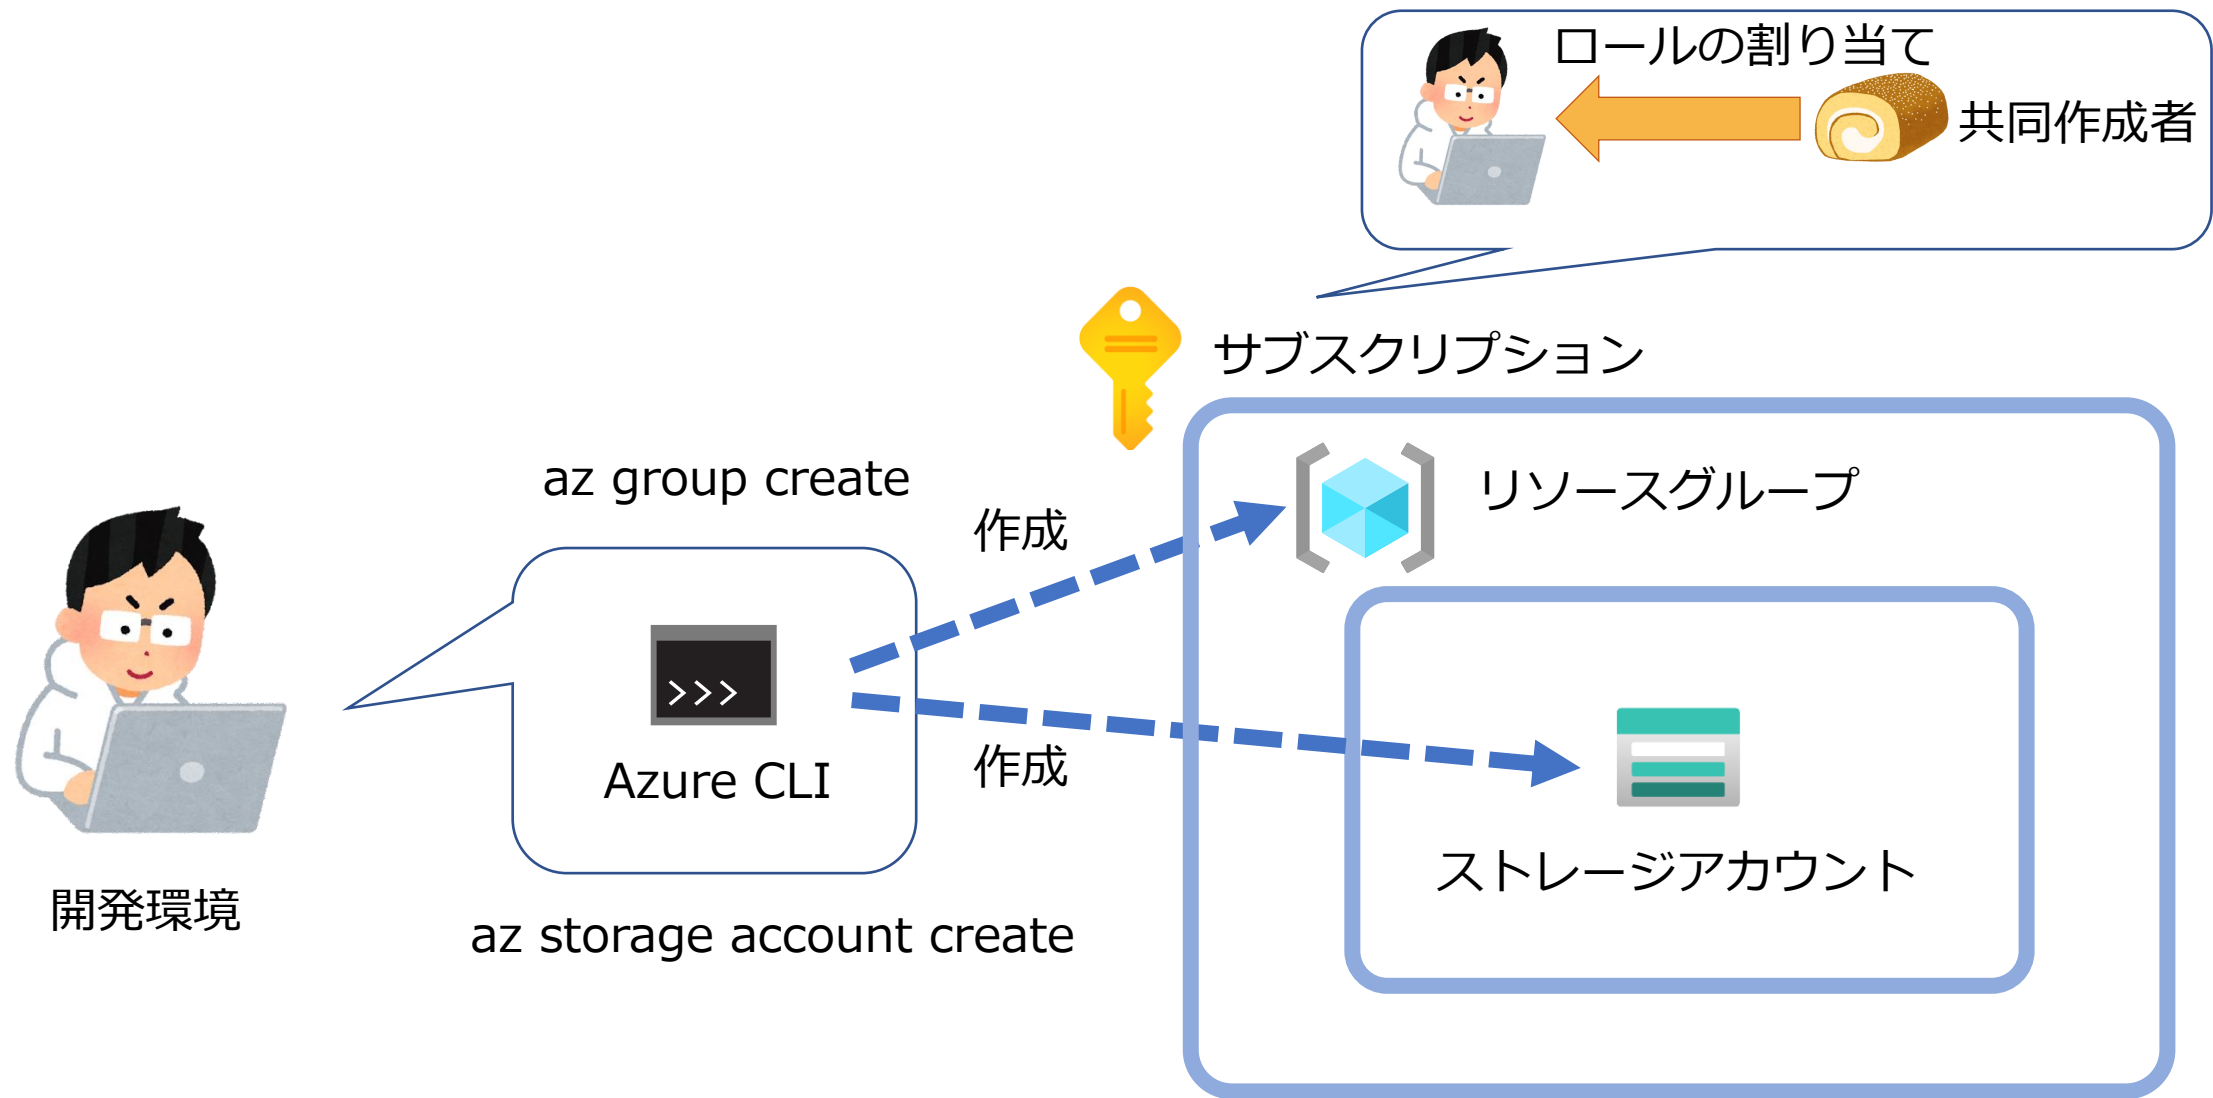 ロールの割り当て
共同作成者
サブスクリプション
az group create
リソースグループ
作成
>>>
Azure CLI
作成
ストレージアカウント
開発環境
az storage account create